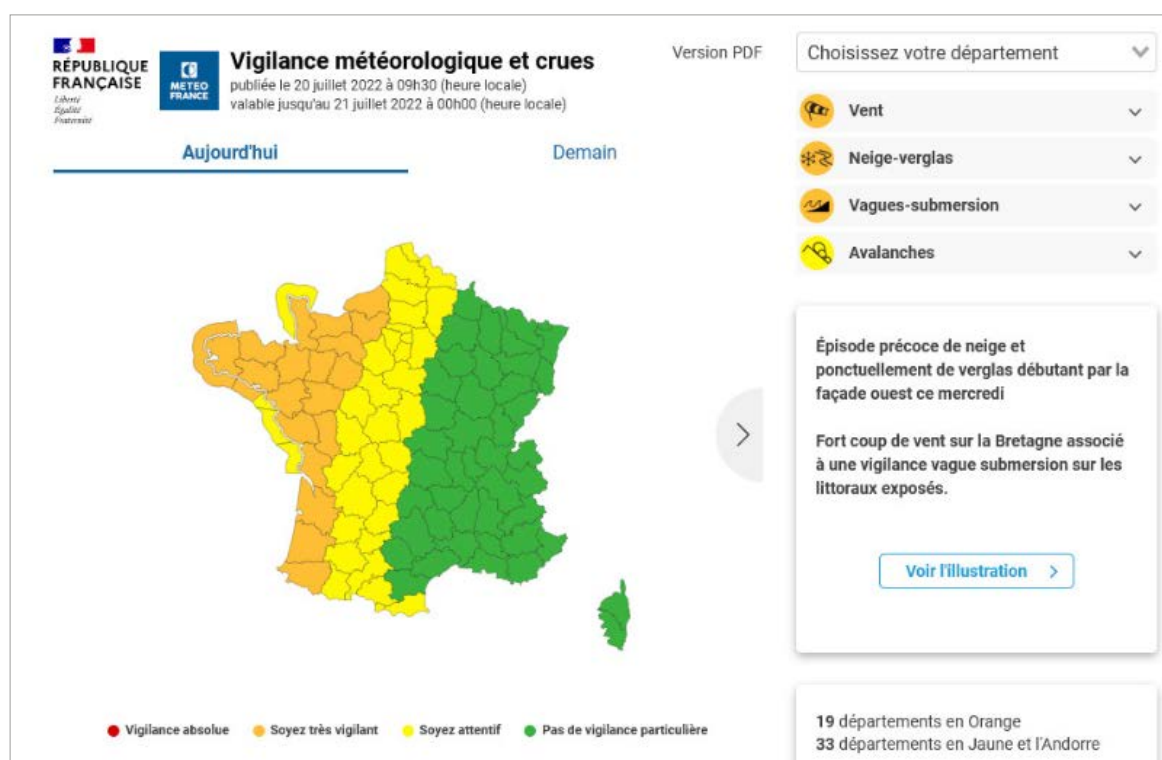 RÉPUBLIQUE
FRANÇAISE
Liberté
Égalité
Fraternité
METEO
FRANCE
Vigilance météorologique et crues
publiée le 20 juillet 2022 à 09h30 (heure locale)
valable jusqu'au 21 juillet 2022 à 00h00 (heure locale)
Version PDF
Aujourd'hui
Demain
Vigilance absolue
Soyez très vigilant
Soyez attentif
Pas de vigilance particulière
Choisissez votre département
Vent
Neige-verglas
Vagues-submersion
Avalanches
Épisode précoce de neige et
ponctuellement de verglas débutant par la
façade ouest ce mercredi
Fort coup de vent sur la Bretagne associé
à une vigilance vague submersion sur les
littoraux exposés.
Voir l'illustration
19 départements en Orange
33 départements en Jaune et l'Andorre